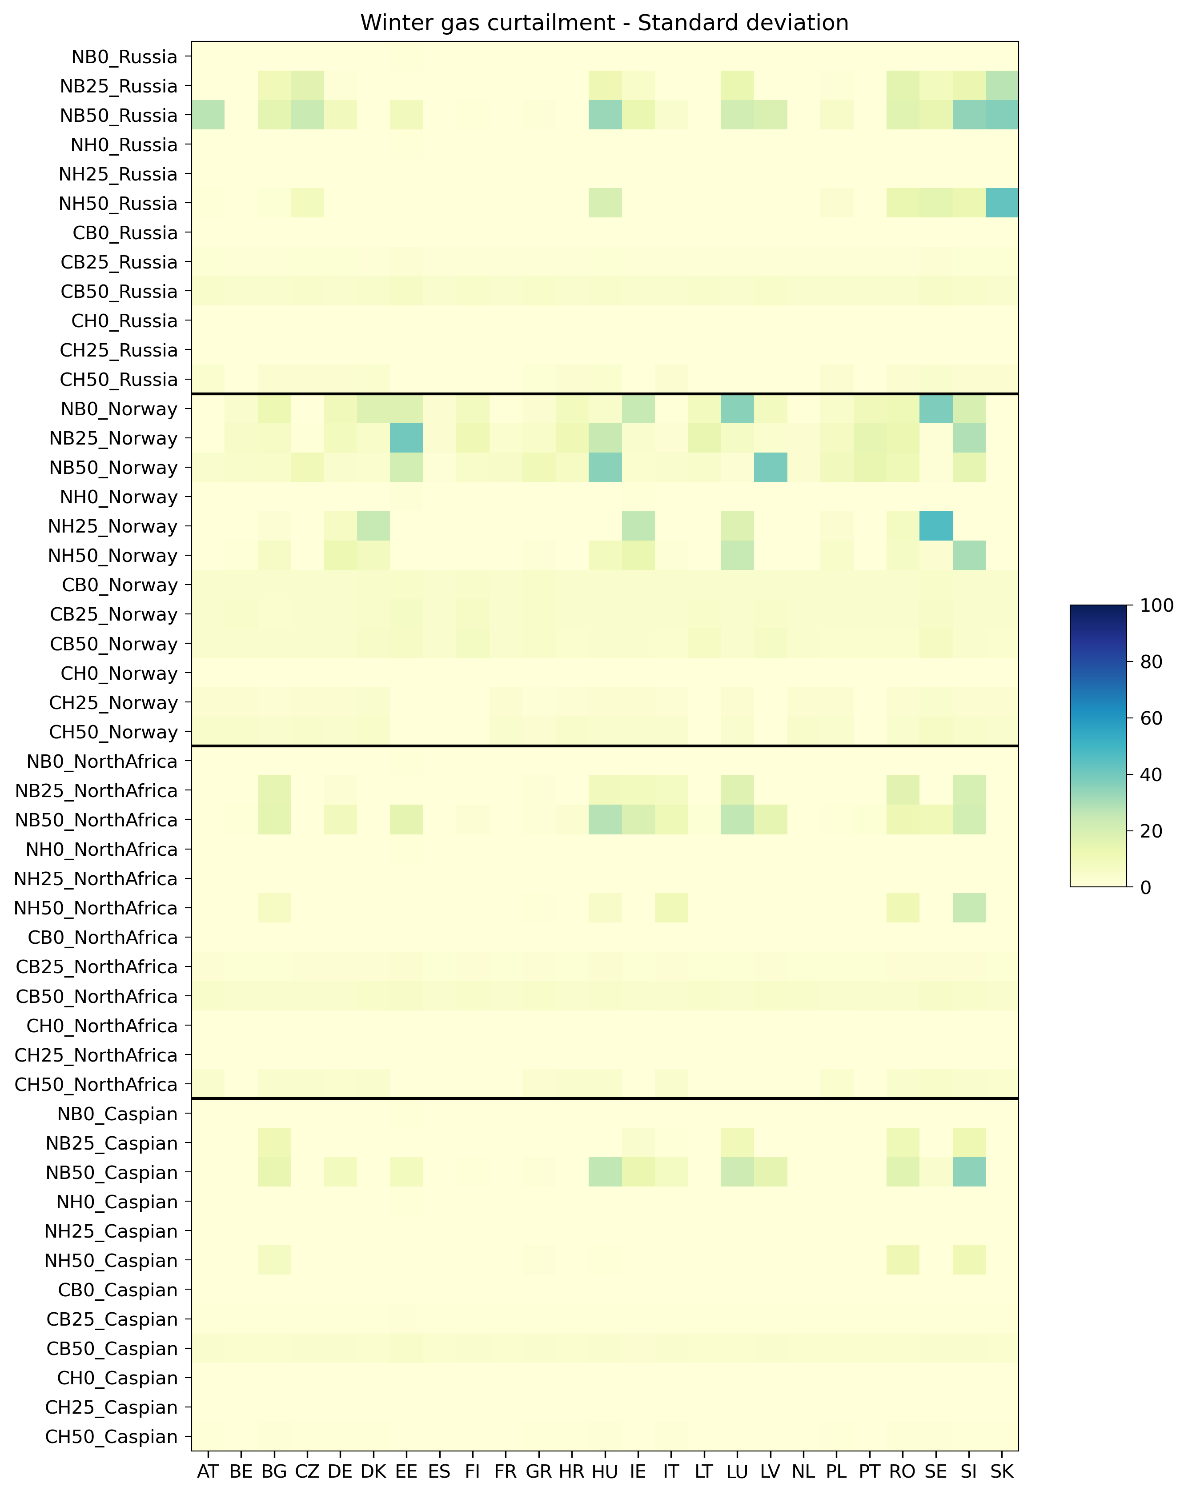 Winter gas curtailment - Standard deviation
NB0_Russia
NB25_Russia
NB50_Russia
NH0_Russia
NH25_Russia
NH50_Russia
CB0_Russia
CB25_Russia
CB50_Russia
CH0_Russia
CH25_Russia
CH50_Russia
NB0_Norway
NB25_Norway
NB50_Norway
NH0_Norway
NH25_Norway
NH50_Norway
CB0_Norway
CB25_Norway
CB50_Norway
CH0_Norway
CH25_Norway
CH50_Norway
NB0_NorthAfrica
NB25_NorthAfrica
NB50_NorthAfrica
NH0_NorthAfrica
NH25_NorthAfrica
NH50_NorthAfrica
CB0_NorthAfrica
CB25_NorthAfrica
CB50_NorthAfrica
CH0_NorthAfrica
CH25_NorthAfrica
CH50_NorthAfrica
NB0_Caspian
NB25_Caspian
NB50_Caspian
NH0_Caspian
NH25_Caspian
NH50_Caspian
CB0_Caspian
CB25_Caspian
CB50_Caspian
CH0_Caspian
CH25_Caspian
CH50_Caspian
AT BE BG CZ DE DK EE ES FI FR GR HR HU IE IT LT LU LV NL PL PT RO SE SI SK
100
80
60
40
20
0